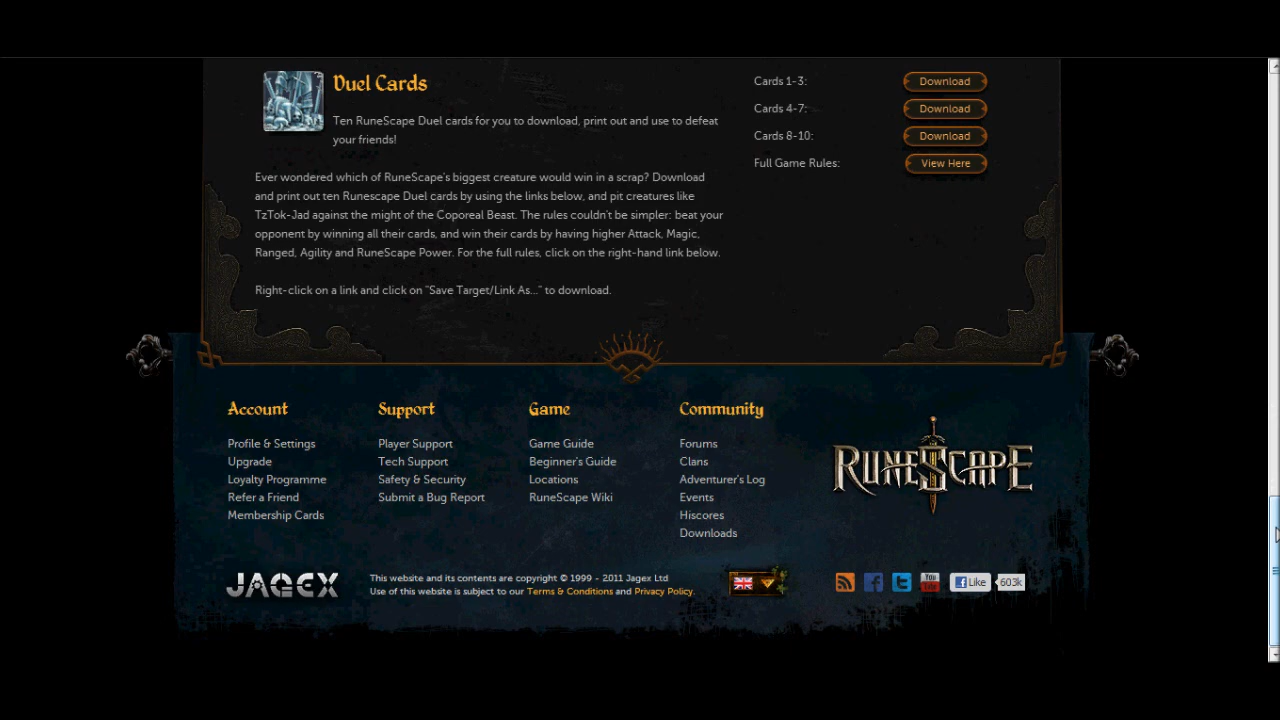 Duel Cards
Ten RuneScape Duel cards for you to download, print out and use to defeat
your friends!
Ever wondered which of RuneScape's biggest creature would win in a scrap? Download
and print out ten Runescape Duel cards by using the links below, and pit creatures like
TzTok-Jad against the might of the Coporeal Beast. The rules couldn't be simpler: beat your
opponent by winning all their cards, and win their cards by having higher Attack, Magic,
Ranged, Agility and RuneScape Power. For the full rules, click on the right-hand link below.
Right-click on a link and click on "Save Target/Link As..." to download.
Cards 1-3: Download
Cards 4-7: Download
Cards 8-10: Download
Full Game Rules: View Here
Account
Profile & Settings
Upgrade
Loyalty Programme
Refer a Friend
Membership Cards
Support
Player Support
Tech Support
Safety & Security
Submit a Bug Report
Game
Game Guide
Beginner's Guide
Locations
RuneScape Wiki
Community
Forums
Clans
Adventurer's Log
Events
Hiscores
Downloads
RUNESCAPE
JAGEX
This website and its contents are copyright © 1999 - 2011 Jagex Ltd
Use of this website is subject to our Terms & Conditions and Privacy Policy.
You
Tube
Like 603k